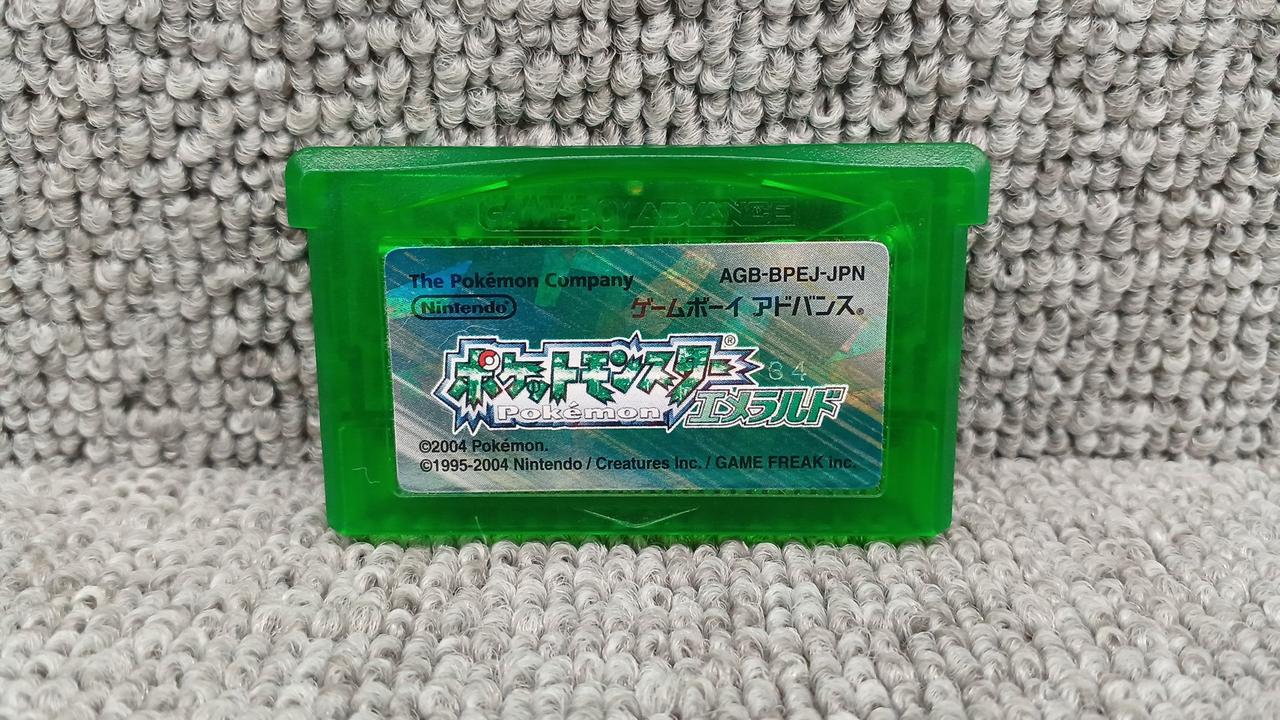 GAME BOY ADVANCE
The Pokémon Company
AGB-BPEJ-JPN
Nintendo
ゲームボーイ アドバンス®
ポケットモンスター®
84
Pokémon エメラルド
©2004 Pokémon.
©1995-2004 Nintendo / Creatures Inc. / GAME FREAK inc.